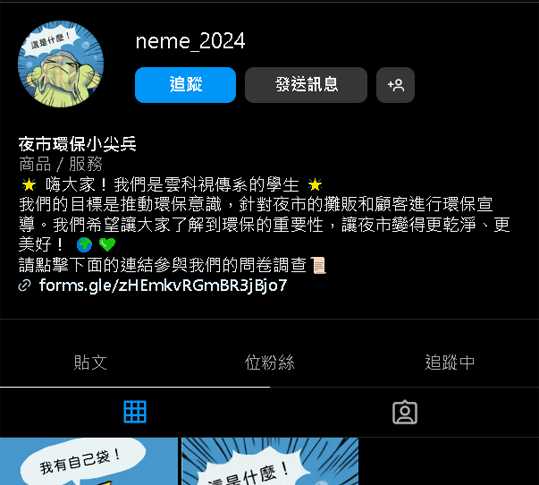 這是什麼！
neme_2024
追蹤
發送訊息
夜市環保小尖兵
商品／服務
🌟 嗨大家！我們是雲科視傳系的學生 🌟
我們的目標是推動環保意識，針對夜市的攤販和顧客進行環保宣
導。我們希望讓大家了解到環保的重要性，讓夜市變得更乾淨、更
美好！ 🌍💚
請點擊下面的連結參與我們的問卷調查📜
forms.gle/zHEmkvRGmBR3jBjo7
貼文
位粉絲
追蹤中
我有自己袋！
這是什麼！